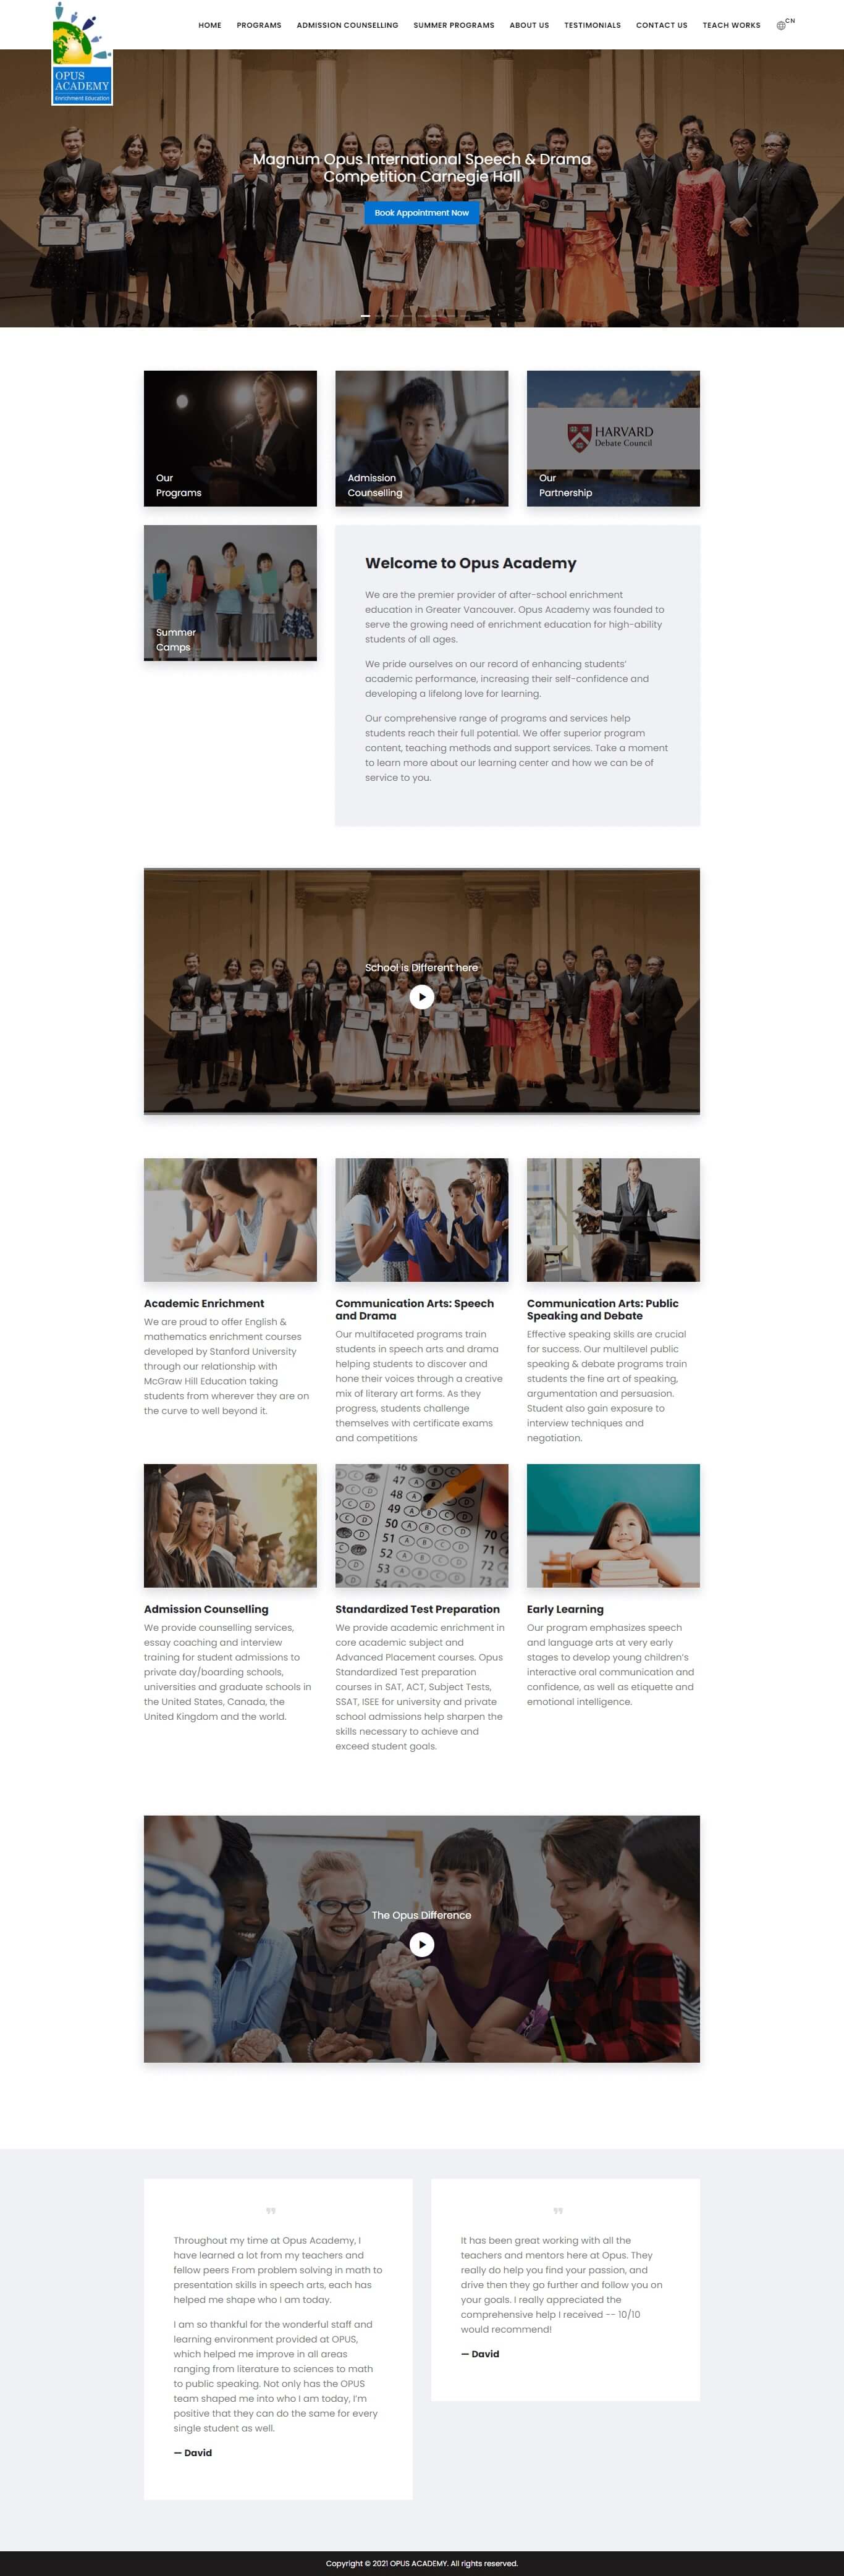 HOME PROGRAMS ADMISSION COUNSELLING SUMMER PROGRAMS ABOUT US TESTIMONIALS CONTACT US TEACH WORKS CN
OPUS
ACADEMY
Enrichment Education
Magnum Opus International Speech & Drama
Competition Carnegie Hall
Book Appointment Now
Our
Programs
Admission
Counselling
HARVARD
Debate Council
Our
Partnership
Summer
Camps
Welcome to Opus Academy
We are the premier provider of after-school enrichment
education in Greater Vancouver. Opus Academy was founded to
serve the growing need of enrichment education for high-ability
students of all ages.
We pride ourselves on our record of enhancing students'
academic performance, increasing their self-confidence and
developing a lifelong love for learning.
Our comprehensive range of programs and services help
students reach their full potential. We offer superior program
content, teaching methods and support services. Take a moment
to learn more about our learning center and how we can be of
service to you.
School is Different here
Academic Enrichment
We are proud to offer English &
mathematics enrichment courses
developed by Stanford University
through our relationship with
McGraw Hill Education taking
students from wherever they are on
the curve to well beyond it.
Communication Arts: Speech
and Drama
Our multifaceted programs train
students in speech arts and drama
helping students to discover and
hone their voices through a creative
mix of literary art forms. As they
progress, students challenge
themselves with certificate exams
and competitions
Communication Arts: Public
Speaking and Debate
Effective speaking skills are crucial
for success. Our multilevel public
speaking & debate programs train
students the fine art of speaking,
argumentation and persuasion.
Student also gain exposure to
interview techniques and
negotiation.
46
47
48
49
50
51
52
53
54
70
71
72
73
Admission Counselling
We provide counselling services,
essay coaching and interview
training for student admissions to
private day/boarding schools,
universities and graduate schools in
the United States, Canada, the
United Kingdom and the world.
Standardized Test Preparation
We provide academic enrichment in
core academic subject and
Advanced Placement courses. Opus
Standardized Test preparation
courses in SAT, ACT, Subject Tests,
SSAT, ISEE for university and private
school admissions help sharpen the
skills necessary to achieve and
exceed student goals.
Early Learning
Our program emphasizes speech
and language arts at very early
stages to develop young children's
interactive oral communication and
confidence, as well as etiquette and
emotional intelligence.
The Opus Difference
Throughout my time at Opus Academy, I
have learned a lot from my teachers and
fellow peers From problem solving in math to
presentation skills in speech arts, each has
helped me shape who I am today.
I am so thankful for the wonderful staff and
learning environment provided at OPUS,
which helped me improve in all areas
ranging from literature to sciences to math
to public speaking. Not only has the OPUS
team shaped me into who I am today, I'm
positive that they can do the same for every
single student as well.
— David
It has been great working with all the
teachers and mentors here at Opus. They
really do help you find your passion, and
drive then they go further and follow you on
your goals. I really appreciated the
comprehensive help I received -- 10/10
would recommend!
— David
Copyright © 2021 OPUS ACADEMY. All rights reserved.